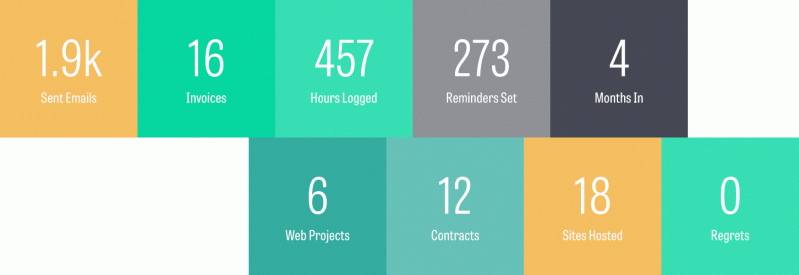 1.9k
Sent Emails
16
Invoices
457
Hours Logged
273
Reminders Set
4
Months In
6
Web Projects
12
Contracts
18
Sites Hosted
0
Regrets